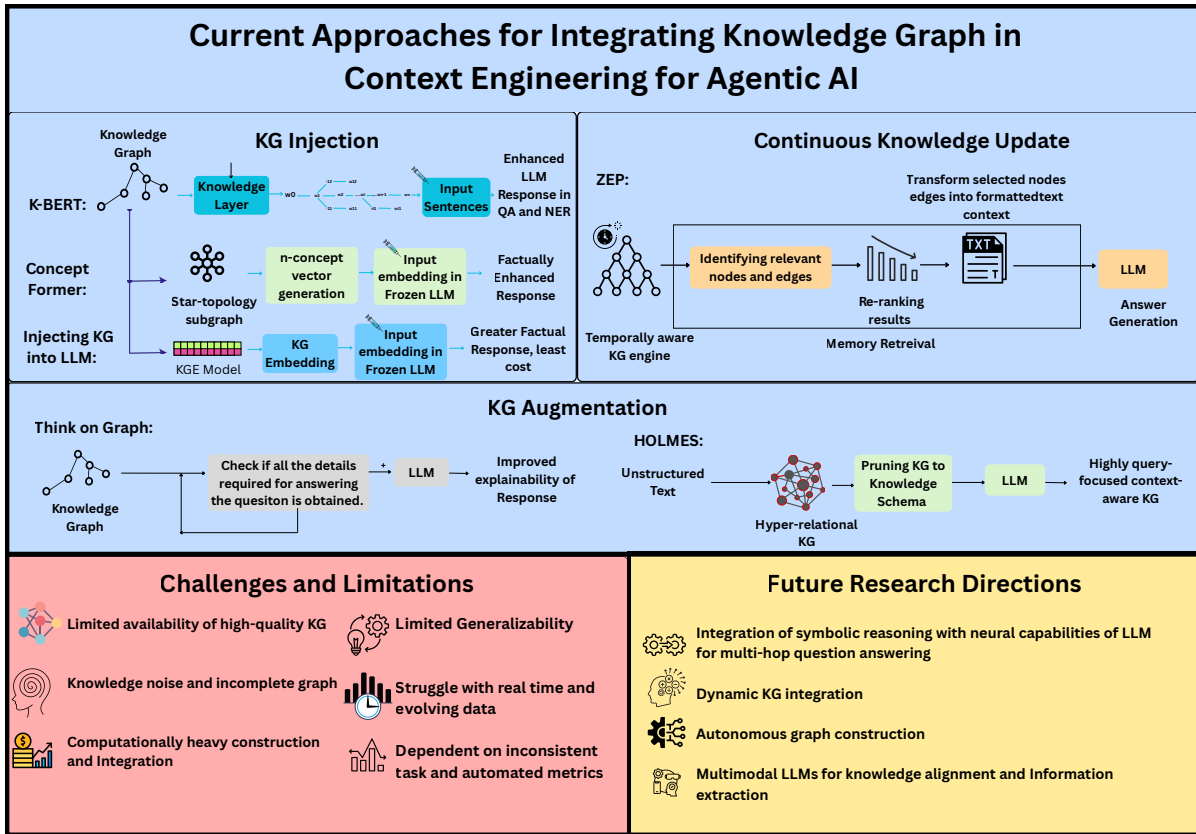 Current Approaches for Integrating Knowledge Graph in
Context Engineering for Agentic AI
KG Injection
Knowledge
Graph
K-BERT:
Knowledge
Layer
w0
Input
Sentences
Enhanced
LLM
Response in
QA and NER
Concept
Former:
Star-topology
subgraph
n-concept
vector
generation
Input
embedding in
Frozen LLM
Factually
Enhanced
Response
Injecting KG
into LLM:
KGE Model
KG
Embedding
Input
embedding in
Frozen LLM
Greater Factual
Response, least
cost
Continuous Knowledge Update
ZEP:
Temporally aware
KG engine
Identifying relevant
nodes and edges
Re-ranking
results
Transform selected nodes
edges into formattedtext
context
TXT
T
Memory Retreival
LLM
Answer
Generation
KG Augmentation
Think on Graph:
Knowledge
Graph
Check if all the details
required for answering
the quesiton is obtained.
+
LLM
Improved
explainability of
Response
HOLMES:
Unstructured
Text
Hyper-relational
KG
Pruning KG to
Knowledge
Schema
LLM
Highly query-
focused context-
aware KG
Challenges and Limitations
Limited availability of high-quality KG
Knowledge noise and incomplete graph
$
Computationally heavy construction
and Integration
Limited Generalizability
Struggle with real time and
evolving data
Dependent on inconsistent
task and automated metrics
Future Research Directions
Integration of symbolic reasoning with neural capabilities of LLM
for multi-hop question answering
Dynamic KG integration
Autonomous graph construction
Multimodal LLMs for knowledge alignment and Information
extraction